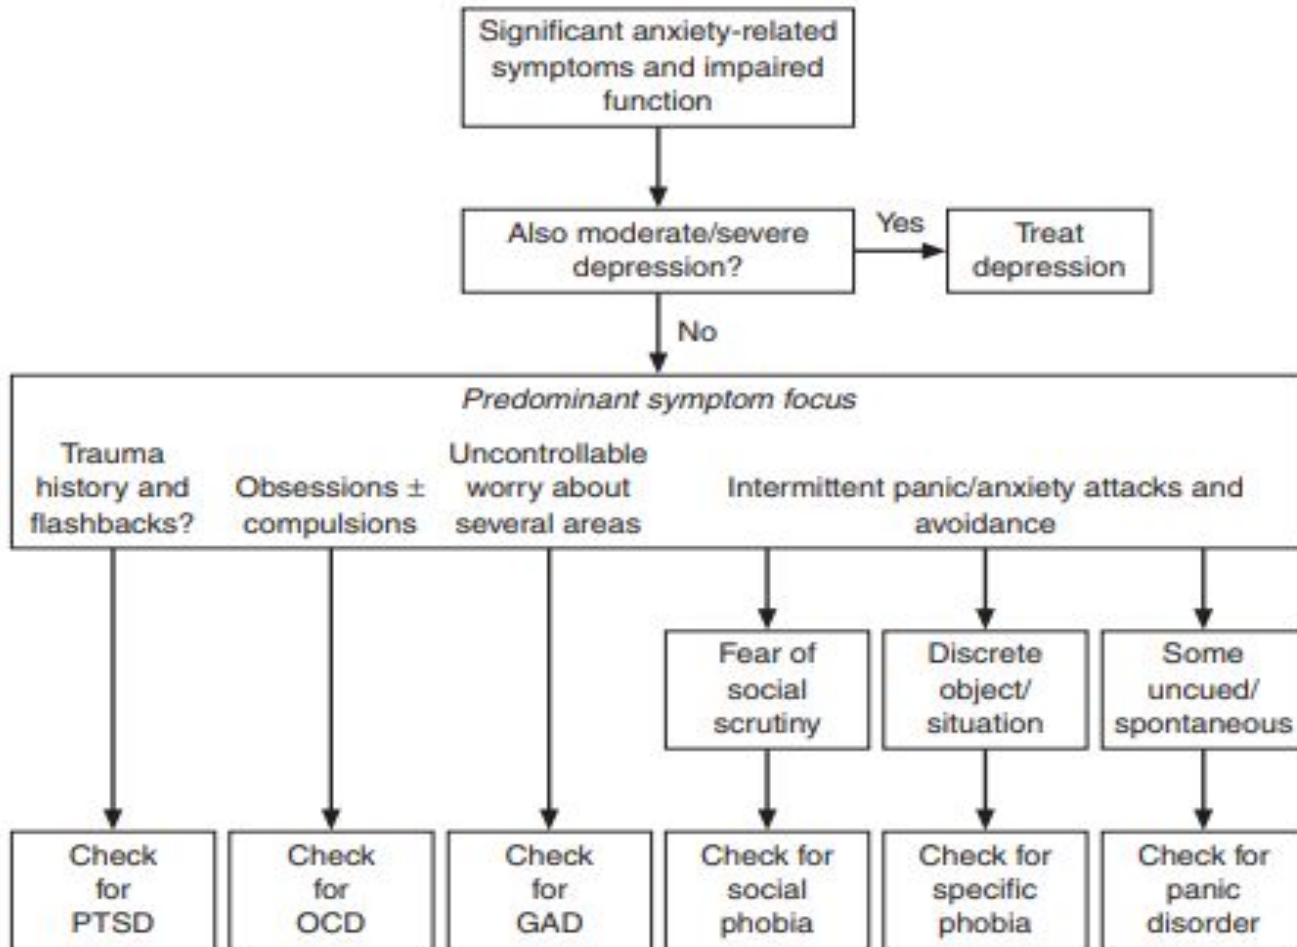 Significant anxiety-related
symptoms and impaired
function
Also moderate/severe
depression?
Yes
Treat
depression
No
Predominant symptom focus
Trauma
history and
flashbacks?
Obsessions ±
compulsions
Uncontrollable
worry about
several areas
Intermittent panic/anxiety attacks and
avoidance
Fear of
social
scrutiny
Discrete
object/
situation
Some
uncued/
spontaneous
Check
for
PTSD
Check
for
OCD
Check
for
GAD
Check for
social
phobia
Check for
specific
phobia
Check for
panic
disorder